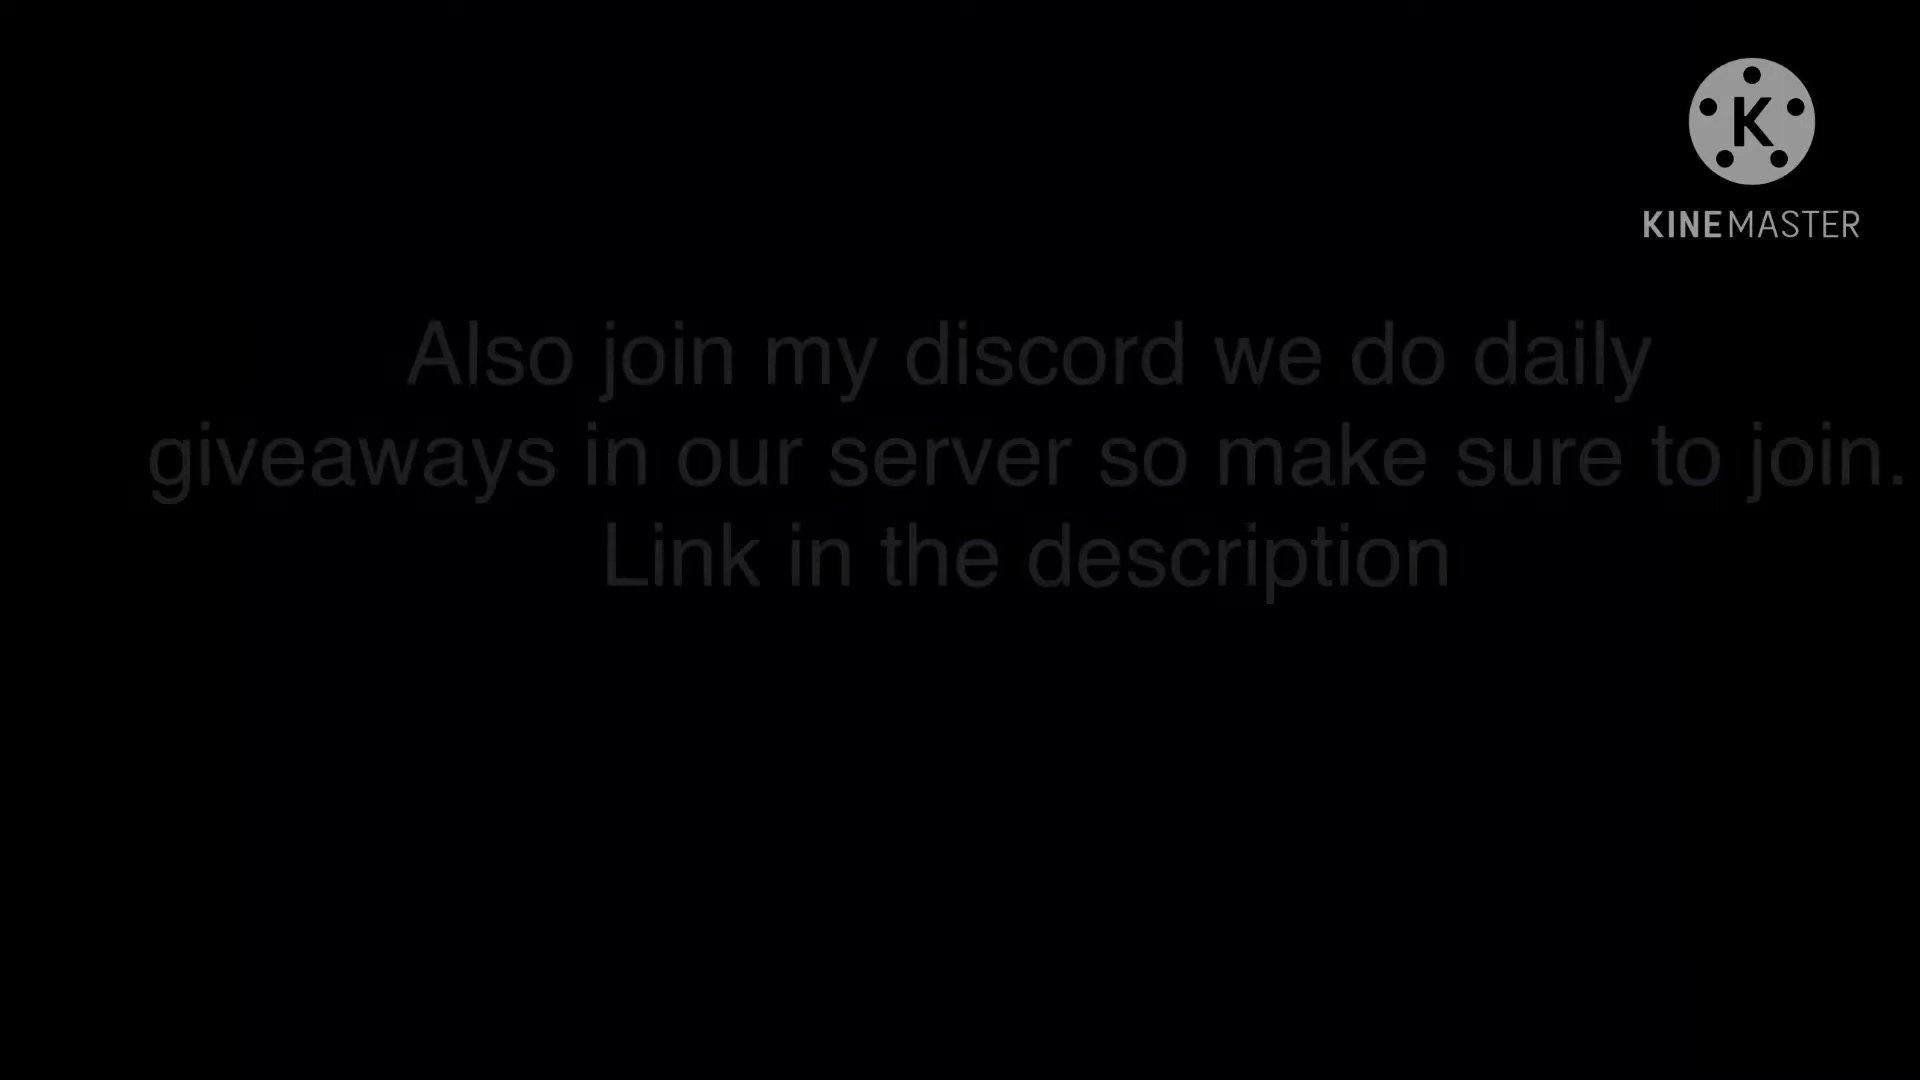 K
KINEMASTER
Also join my discord we do daily
giveaways in our server so make sure to join.
Link in the description